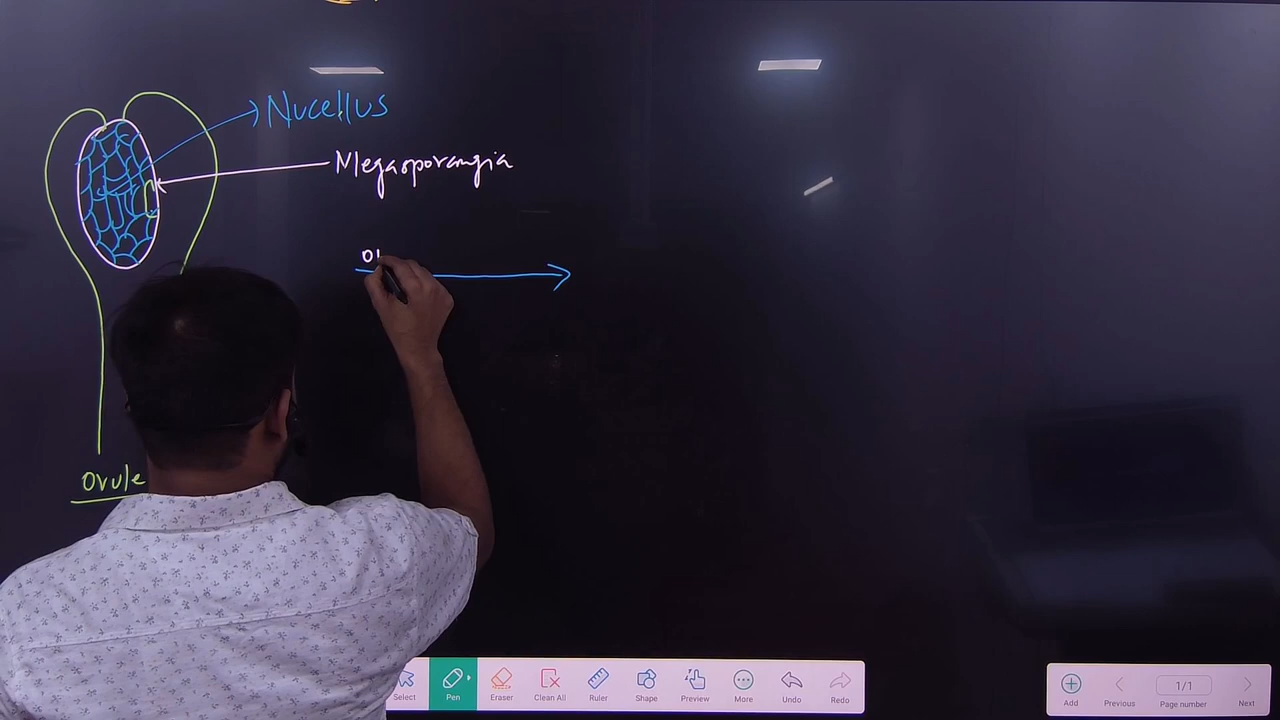 Nucellus
Megasporangia
Ovule
Select
Pen
Eraser
Clean All
Ruler
Shape
Preview
More
Undo
Redo
Add
Previous
1/1
Page number
Next